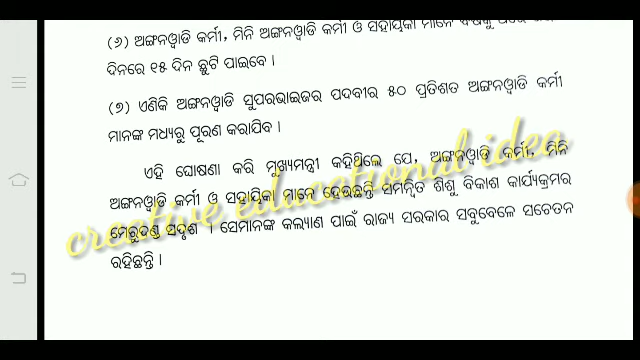 (୬) ଅଙ୍ଗନୱାଡି କର୍ମୀ, ମିନି ଅଙ୍ଗନୱାଡି କର୍ମୀ ଓ ସହାୟିକା ମାନେ
ଦିନରେ ୧୫ ଦିନ ଛୁଟି ପାଇବେ ।
(୭) ଏଣିକି ଅଙ୍ଗନୱାଡି ସୁପରଭାଇଜର ପଦବୀର ୫୦ ପ୍ରତିଶତ ଅଙ୍ଗନୱାଡି କର୍ମୀ
ମାନଙ୍କ ମଧ୍ୟରୁ ପୂରଣ କରାଯିବ ।
ଏହି ଘୋଷଣା କରି ମୁଖ୍ୟମନ୍ତ୍ରୀ କହିଥିଲେ ଯେ, ଅଙ୍ଗନୱାଡି କର୍ମୀ, ମିନି
ଅଙ୍ଗନୱାଡି କର୍ମୀ ଓ ସହାୟିକା ମାନେ ହେଉଛନ୍ତି ସମନ୍ୱିତ ଶିଶୁ ବିକାଶ କାର୍ଯ୍ୟକ୍ରମର
ମେରୁଦଣ୍ଡ ସଦୃଶ । ସେମାନଙ୍କ କଲ୍ୟାଣ ପାଇଁ ରାଜ୍ୟ ସରକାର ସବୁବେଳେ ସଚେତନ
ରହିଛନ୍ତି ।
creative educational idea